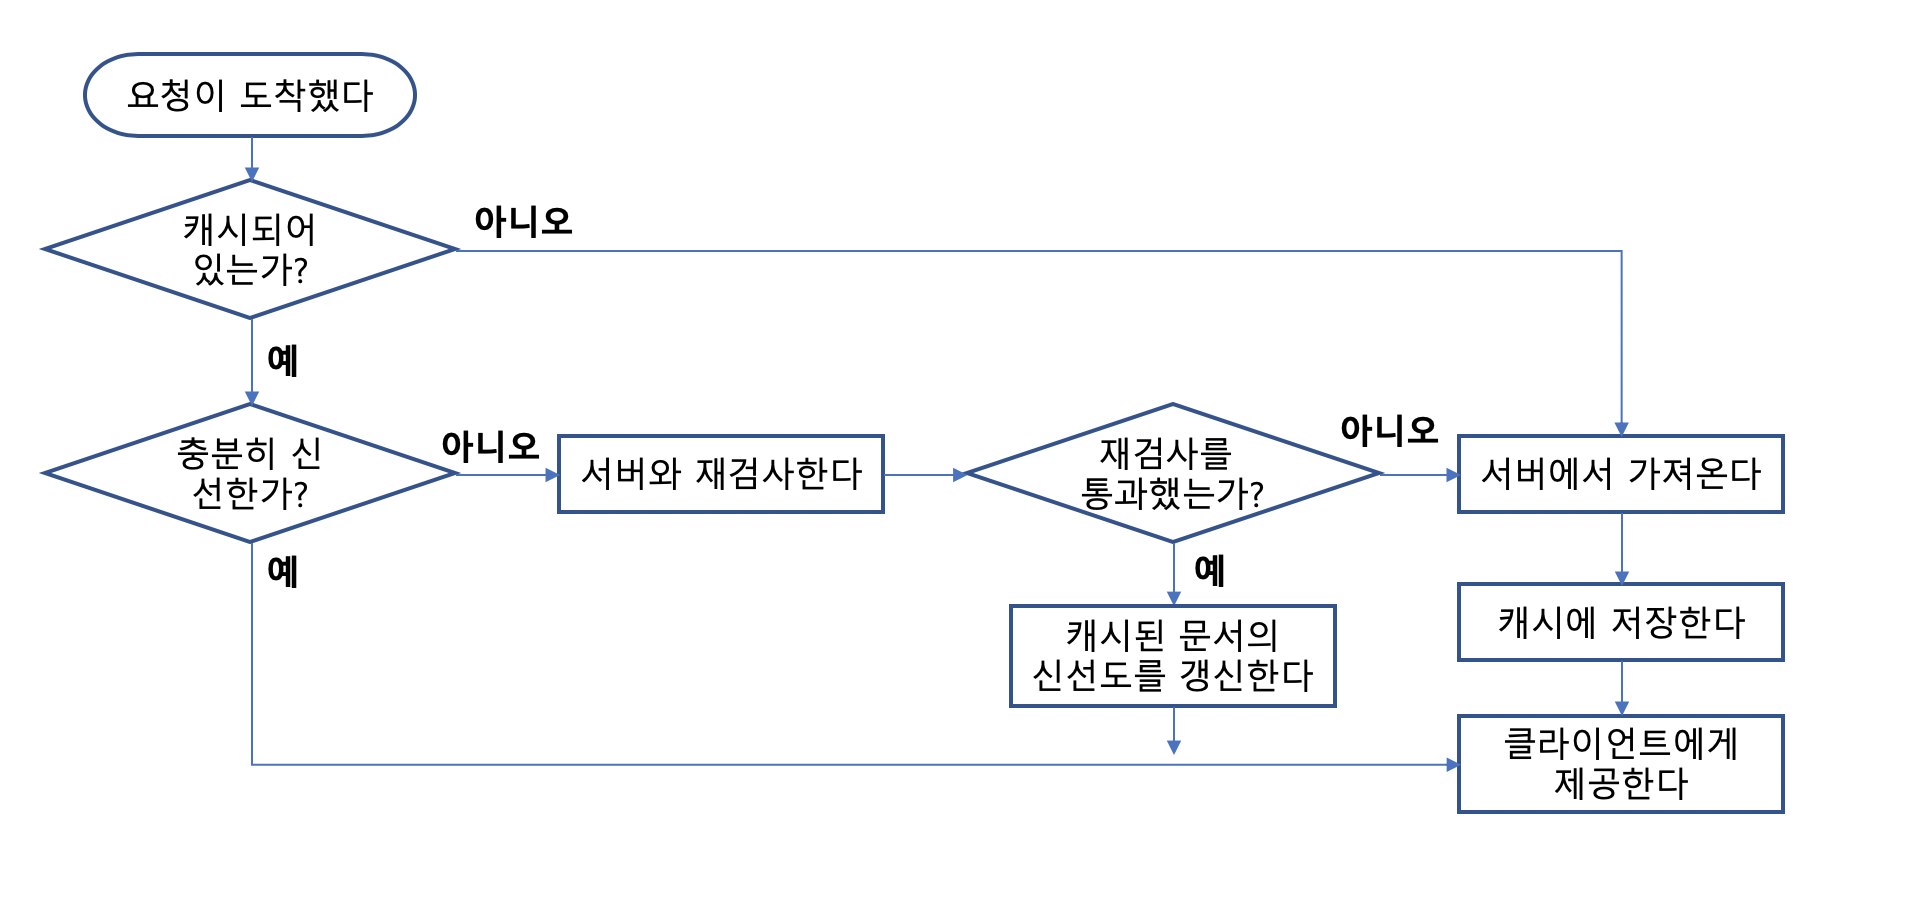 요청이 도착했다
캐시되어
있는가?
아니오
예
충분히 신
선한가?
아니오
서버와 재검사한다
재검사를
통과했는가?
아니오
서버에서 가져온다
예
예
캐시된 문서의
신선도를 갱신한다
캐시에 저장한다
클라이언트에게
제공한다